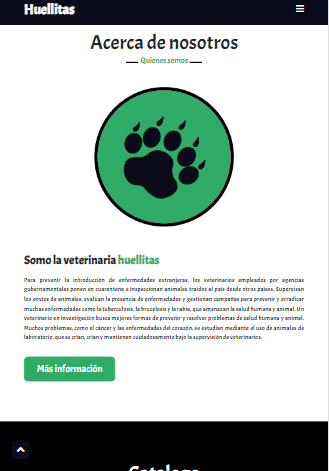 Huellitas
Acerca de nosotros
Quienes somos
Somo la veterinaria huellitas
Para prevenir la introducción de enfermedades extranjeras, los veterinarios empleados por agencias
gubernamentales ponen en cuarentena e inspeccionan animales traídos al país desde otros países. Supervisan
los envíos de animales, evalúan la presencia de enfermedades y gestionan campañas para prevenir y erradicar
muchas enfermedades como la tuberculosis, la brucelosis y la rabia, que amenazan la salud humana y animal. Un
veterinario en investigación busca mejores formas de prevenir y resolver problemas de salud humana y animal.
Muchos problemas, como el cáncer y las enfermedades del corazón, se estudian mediante el uso de animales de
laboratorio, que se crían, crían y mantienen cuidadosamente bajo la supervisión de veterinarios.
Más información
Catalogo